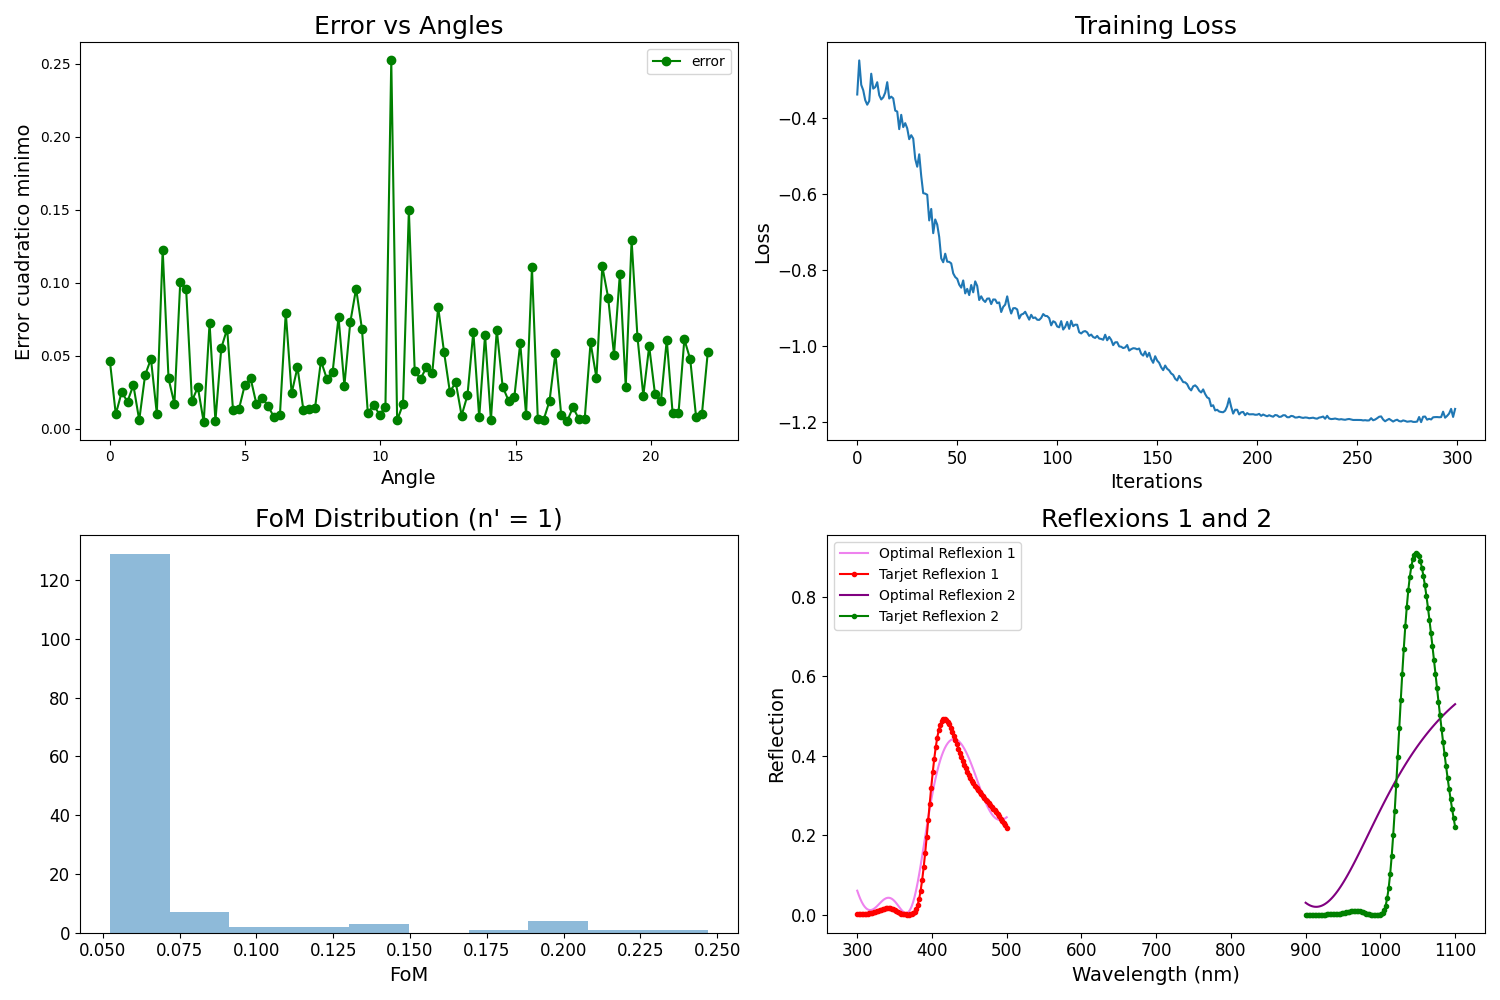 Error vs Angles
error
Error cuadratico minimo
0.25
0.20
0.15
0.10
0.05
0.00
0 5 10 15 20
Angle
Training Loss
Loss
−0.4
−0.6
−0.8
−1.0
−1.2
0 50 100 150 200 250 300
Iterations
FoM Distribution (n' = 1)
120
100
80
60
40
20
0
0.050 0.075 0.100 0.125 0.150 0.175 0.200 0.225 0.250
FoM
Reflexions 1 and 2
Optimal Reflexion 1
Tarjet Reflexion 1
Optimal Reflexion 2
Tarjet Reflexion 2
Reflection
0.8
0.6
0.4
0.2
0.0
300 400 500 600 700 800 900 1000 1100
Wavelength (nm)